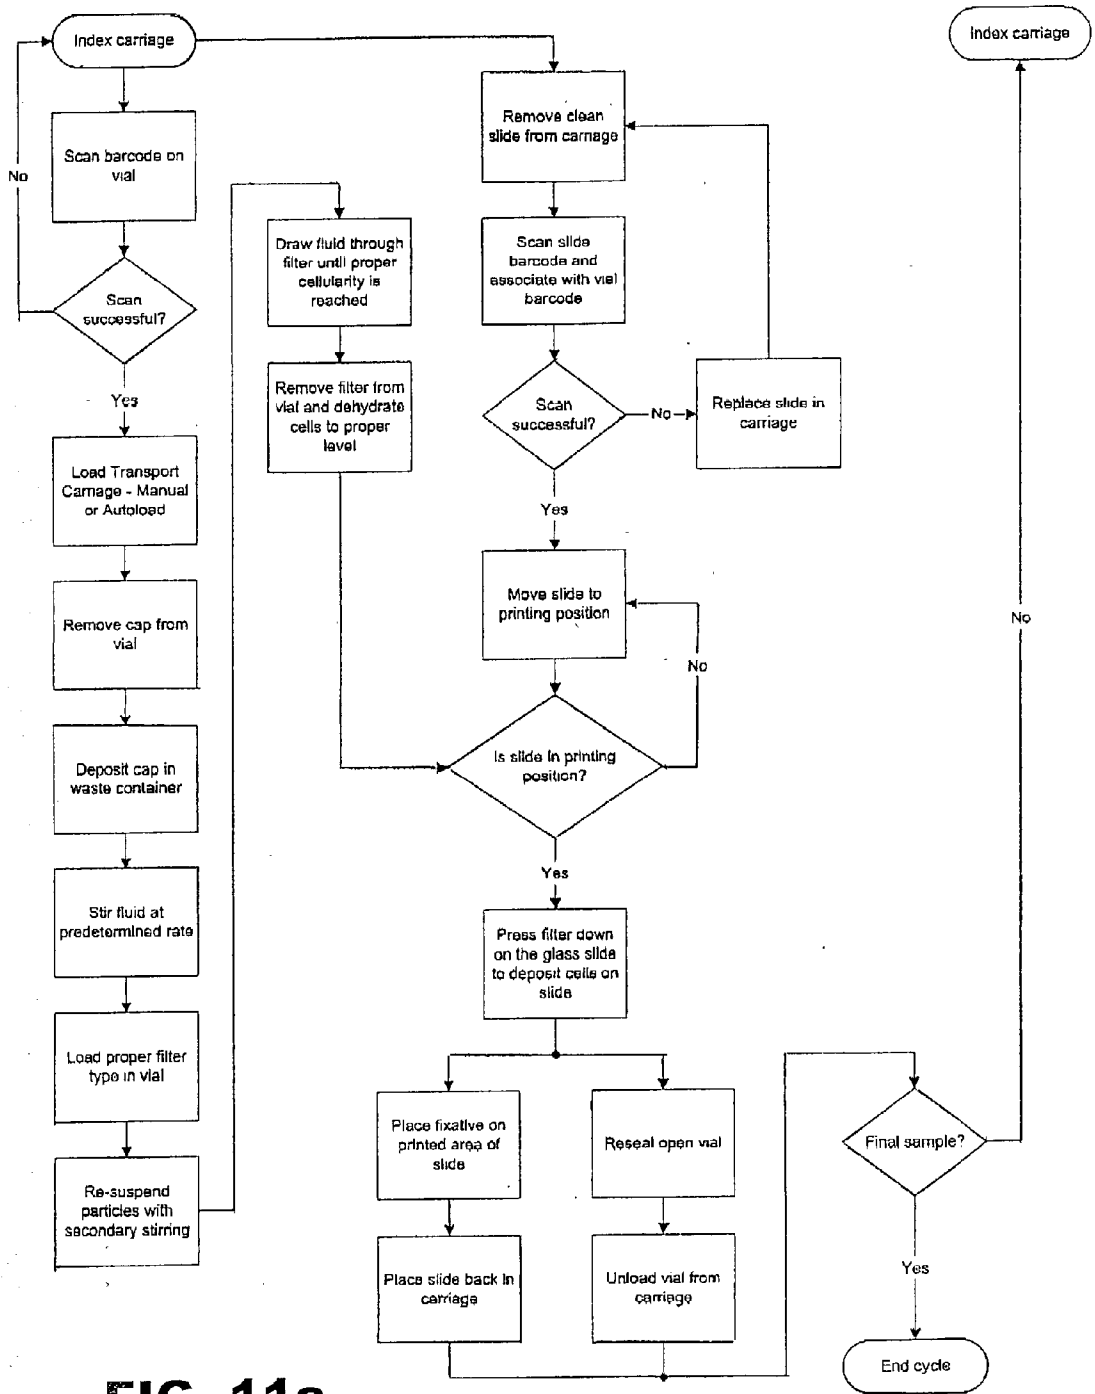 Index carriage
Scan barcode on
vial
No
Scan
successful?
Yes
Load Transport
Carriage - Manual
or Autoload
Remove cap from
vial
Deposit cap in
waste container
Stir fluid at
predetermined rate
Load proper filter
type in vial
Re-suspend
particles with
secondary stirring
Draw fluid through
filter until proper
cellularity is
reached
Remove filter from
vial and dehydrate
cells to proper
level
Remove clean
slide from carriage
Scan slide
barcode and
associate with vial
barcode
Scan
successful?
No
Replace slide in
carriage
Yes
Move slide to
printing position
No
Is slide in printing
position?
Yes
Press filter down
on the glass slide
to deposit cells on
slide
Place fixative on
printed area of
slide
Reseal open vial
Place slide back in
carriage
Unload vial from
carriage
Final sample?
No
Index carriage
Yes
End cycle
FIG. 11a